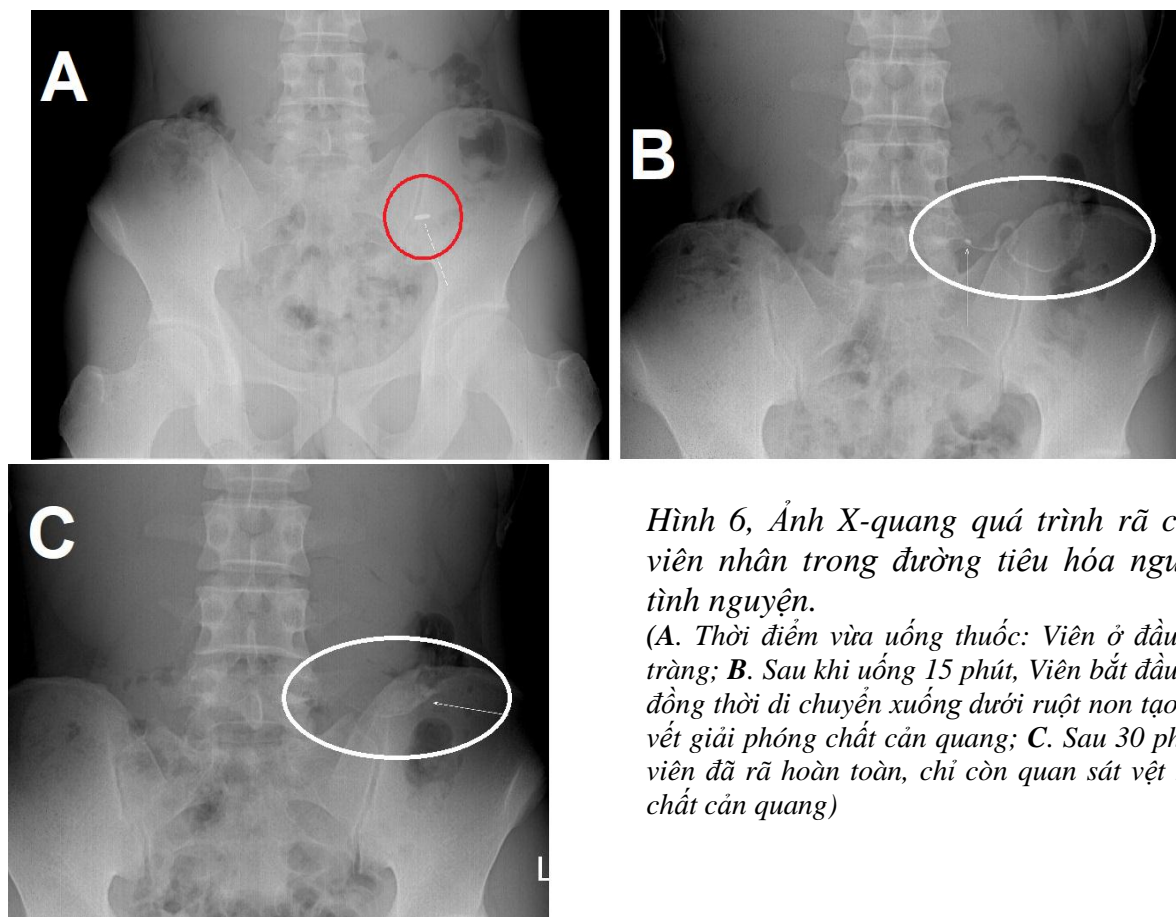 A
B
C
Hình 6, Ảnh X-quang quá trình rã c
viên nhân trong đường tiêu hóa ngu
tình nguyện.
(A. Thời điểm vừa uống thuốc: Viên ở đầu
tràng; B. Sau khi uống 15 phút, Viên bắt đầu
đồng thời di chuyển xuống dưới ruột non tạo
vết giải phóng chất cản quang; C. Sau 30 ph
viên đã rã hoàn toàn, chỉ còn quan sát vệt
chất cản quang)
L